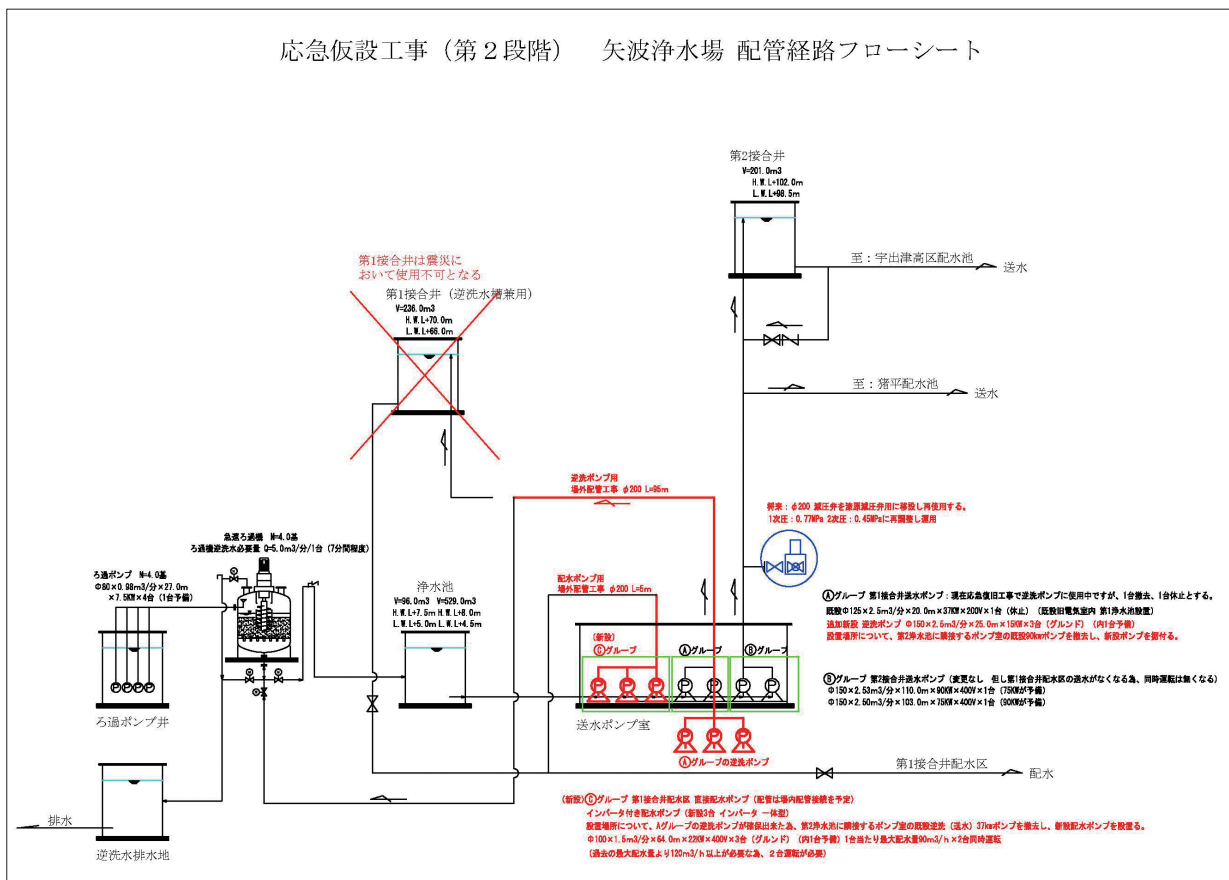 応急仮設工事（第２段階）　矢波浄水場 配管経路フローシート
第2接合井
V=201.0m3
H.W.L+102.0m
L.W.L+98.5m
至：宇出津高区配水池
送水
第1接合井は震災に
おいて使用不可となる
第1接合井（逆洗水槽兼用）
V=236.0m3
H.W.L+70.0m
L.W.L+66.0m
至：猪平配水池
送水
逆洗ポンプ用
場外配管工事 φ200 L=95m
将来：φ200 減圧弁を漆原減圧弁用に移設し再使用する。
1次圧：0.77MPa 2次圧：0.45MPaに再調整し運用
急速ろ過機　N=4.0基
ろ過機逆洗水必要量 Q=5.0m3/分/1台（7分間程度）
ろ過ポンプ　N=4.0基
Φ80×0.98m3/分×27.0m
×7.5KW×4台（1台予備）
浄水池
V=96.0m3　V=529.0m3
H.W.L+7.5m H.W.L+8.0m
L.W.L+5.0m L.W.L+4.5m
配水ポンプ用
場外配管工事 φ200 L=5m
Ⓐグループ 第1接合井送水ポンプ：現在応急復旧工事で逆洗ポンプに使用中ですが、1台撤去、1台休止とする。
既設Φ125×2.5m3/分×20.0m×37KW×200V×1台（休止）（既設旧電気室内 第1浄水池設置）
追加新設 逆洗ポンプ Φ150×2.5m3/分×25.0m×15KW×3台（グルンド）（内1台予備）
設置場所について、第2浄水池に隣接するポンプ室の既設90kwポンプを撤去し、新設ポンプを据付る。
（新設）
Ⓒグループ
Ⓐグループ
Ⓑグループ
Ⓑグループ 第2接合井送水ポンプ（変更なし　但し第1接合井配水区の送水がなくなる為、同時運転は無くなる）
Φ150×2.53m3/分×110.0m×90KW×400V×1台（75KWが予備）
Φ150×2.50m3/分×103.0m×75KW×400V×1台（90KWが予備）
ろ過ポンプ井
送水ポンプ室
Ⓐグループの逆洗ポンプ
第1接合井配水区
配水
（新設）Ⓒグループ 第1接合井配水区 直接配水ポンプ（配管は場内配管接続を予定）
インバータ付き配水ポンプ（新設3台 インバータ 一体型）
設置場所について、Aグループの逆洗ポンプが確保出来た為、第2浄水池に隣接するポンプ室の既設逆洗（送水）37kwポンプを撤去し、新設配水ポンプを設置る。
Φ100×1.5m3/分×64.0m×22KW×400V×3台（グルンド）（内1台予備）1台当たり最大配水量90m3/h×2台同時運転
（過去の最大配水量より120m3/h以上が必要な為、２台運転が必要）
排水
逆洗水排水地